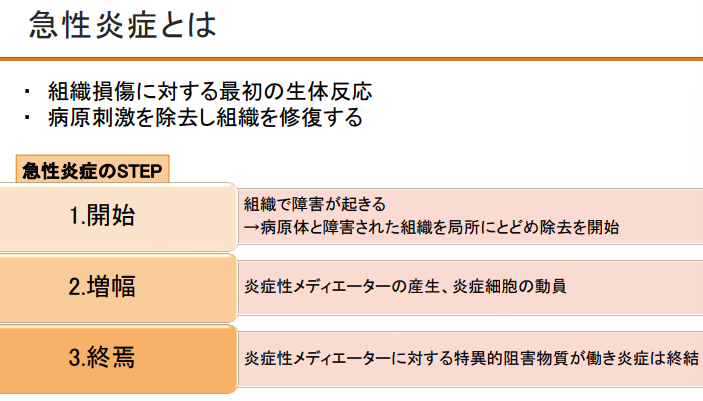 急性炎症とは
・ 組織損傷に対する最初の生体反応
・ 病原刺激を除去し組織を修復する
急性炎症のSTEP
1.開始
組織で障害が起きる
→病原体と障害された組織を局所にとどめ除去を開始
2.増幅
炎症性メディエーターの産生、炎症細胞の動員
3.終焉
炎症性メディエーターに対する特異的阻害物質が働き炎症は終結